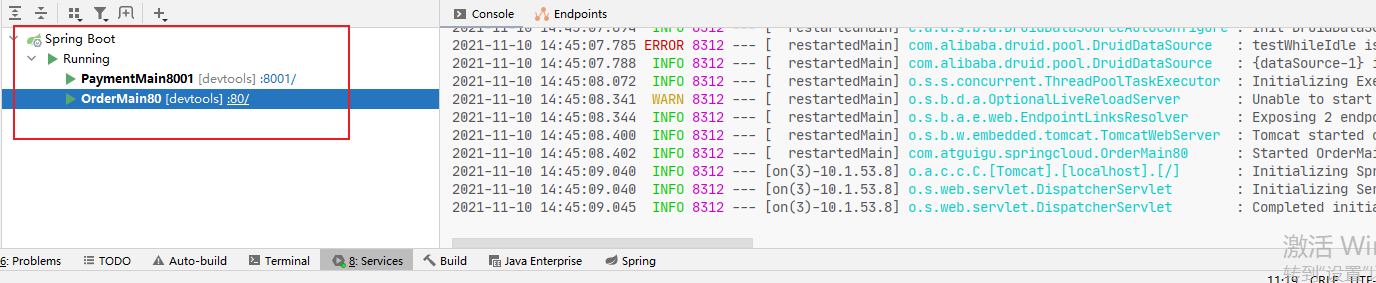 Console
Endpoints
Spring Boot
Running
PaymentMain8001 [devtools] :8001/
OrderMain80 [devtools] :80/
2021-11-10 14:45:07.694 INFO 8312 --- [ restartedMain] c.a.d.s.b.a.DruidDataSourceAutoConfigure : Init DruidDataSource
2021-11-10 14:45:07.785 ERROR 8312 --- [ restartedMain] com.alibaba.druid.pool.DruidDataSource : testWhileIdle is
2021-11-10 14:45:07.788 INFO 8312 --- [ restartedMain] com.alibaba.druid.pool.DruidDataSource : {dataSource-1} i
2021-11-10 14:45:08.072 INFO 8312 --- [ restartedMain] o.s.s.concurrent.ThreadPoolTaskExecutor : Initializing Exe
2021-11-10 14:45:08.341 WARN 8312 --- [ restartedMain] o.s.b.d.a.OptionalLiveReloadServer : Unable to start
2021-11-10 14:45:08.344 INFO 8312 --- [ restartedMain] o.s.b.a.e.web.EndpointLinksResolver : Exposing 2 endpo
2021-11-10 14:45:08.400 INFO 8312 --- [ restartedMain] o.s.b.w.embedded.tomcat.TomcatWebServer : Tomcat started o
2021-11-10 14:45:08.402 INFO 8312 --- [ restartedMain] com.atguigu.springcloud.OrderMain80 : Started OrderMai
2021-11-10 14:45:09.040 INFO 8312 --- [on(3)-10.1.53.8] o.a.c.c.C.[Tomcat].[localhost].[/] : Initializing Spr
2021-11-10 14:45:09.040 INFO 8312 --- [on(3)-10.1.53.8] o.s.web.servlet.DispatcherServlet : Initializing Ser
2021-11-10 14:45:09.045 INFO 8312 --- [on(3)-10.1.53.8] o.s.web.servlet.DispatcherServlet : Completed initia
激活 Win
转到"设置"以
6: Problems
TODO
Auto-build
Terminal
8: Services
Build
Java Enterprise
Spring
11:19 CRLF UTF-